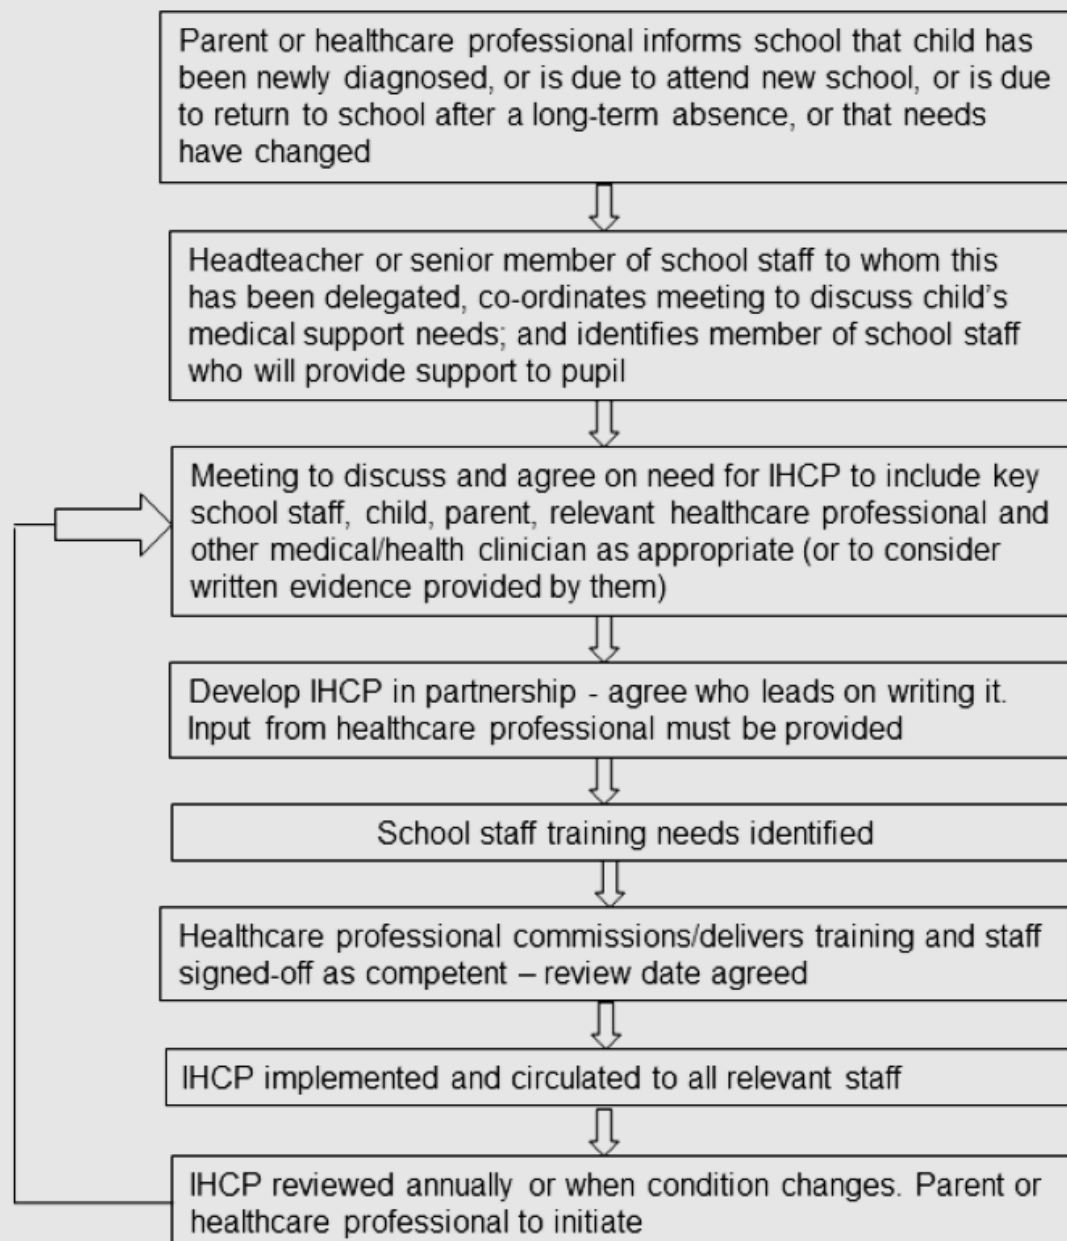 Parent or healthcare professional informs school that child has
been newly diagnosed, or is due to attend new school, or is due
to return to school after a long-term absence, or that needs
have changed
Headteacher or senior member of school staff to whom this
has been delegated, co-ordinates meeting to discuss child's
medical support needs; and identifies member of school staff
who will provide support to pupil
Meeting to discuss and agree on need for IHCP to include key
school staff, child, parent, relevant healthcare professional and
other medical/health clinician as appropriate (or to consider
written evidence provided by them)
Develop IHCP in partnership - agree who leads on writing it.
Input from healthcare professional must be provided
School staff training needs identified
Healthcare professional commissions/delivers training and staff
signed-off as competent – review date agreed
IHCP implemented and circulated to all relevant staff
IHCP reviewed annually or when condition changes. Parent or
healthcare professional to initiate